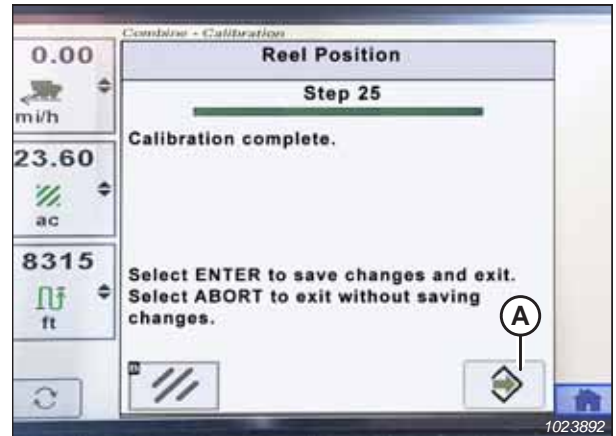 Combine - Calibration
0.00
mi/h
23.60
ac
8315
ft
Reel Position
Step 25
Calibration complete.
Select ENTER to save changes and exit.
Select ABORT to exit without saving
changes.
A
1023892